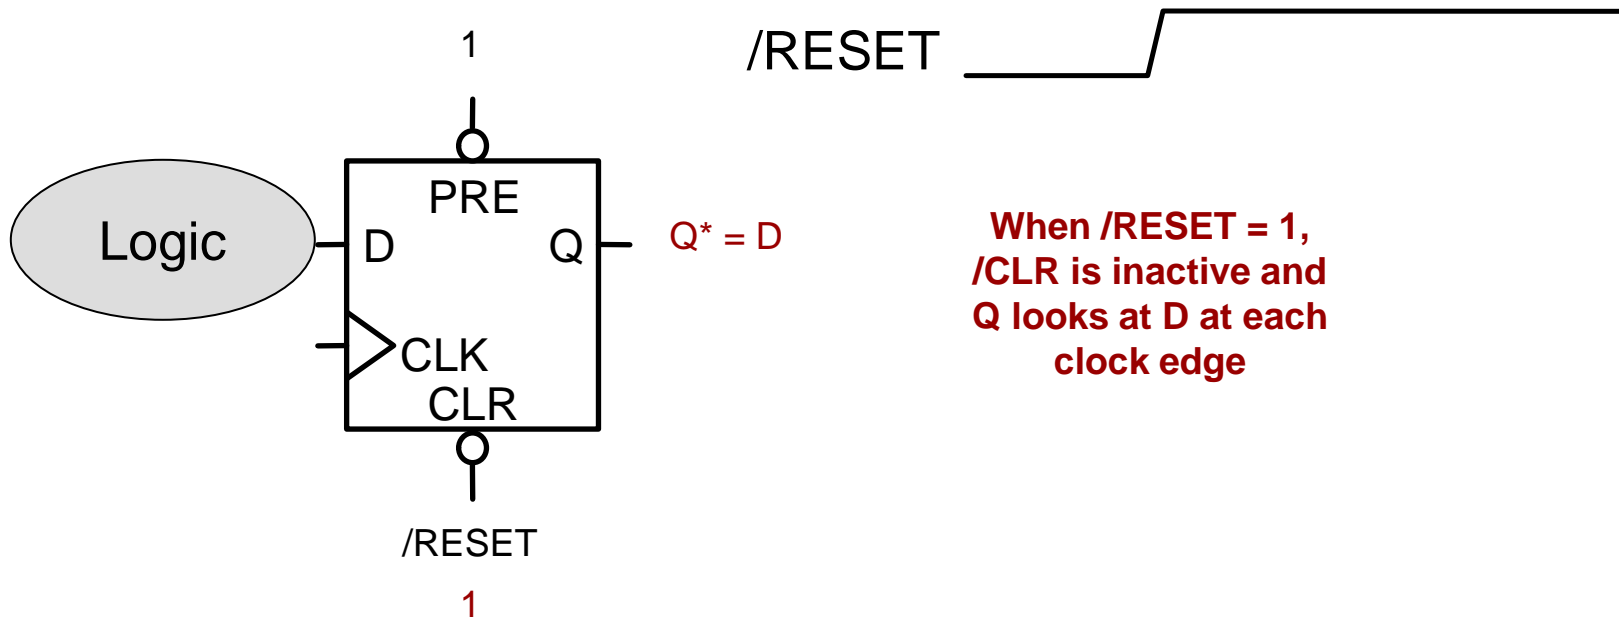 1
/RESET
PRE
Logic
D
Q
Q* = D
CLK
CLR
/RESET
1
When /RESET = 1,
/CLR is inactive and
Q looks at D at each
clock edge